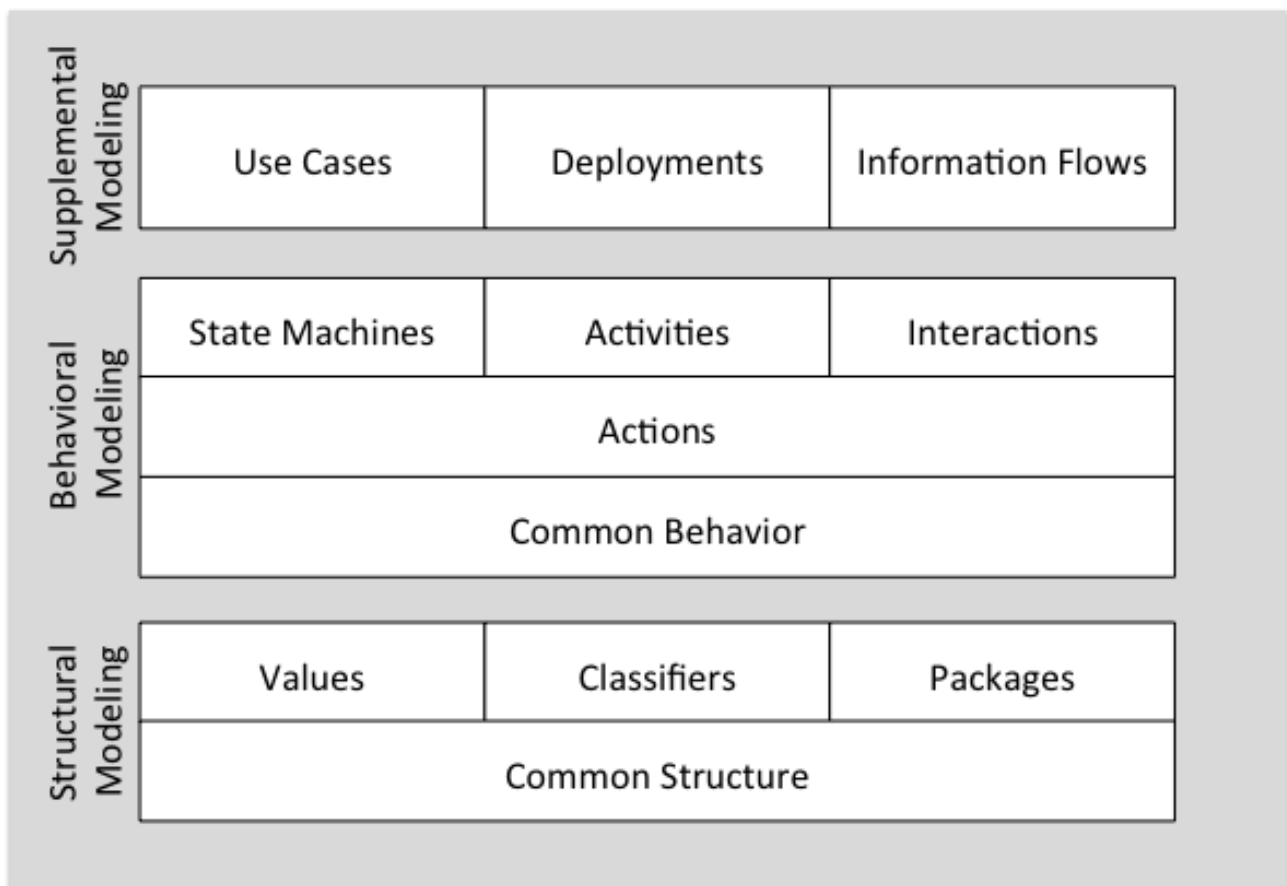 Supplemental
Modeling
Use Cases
Deployments
Information Flows
Behavioral
Modeling
State Machines
Activities
Interactions
Actions
Common Behavior
Structural
Modeling
Values
Classifiers
Packages
Common Structure